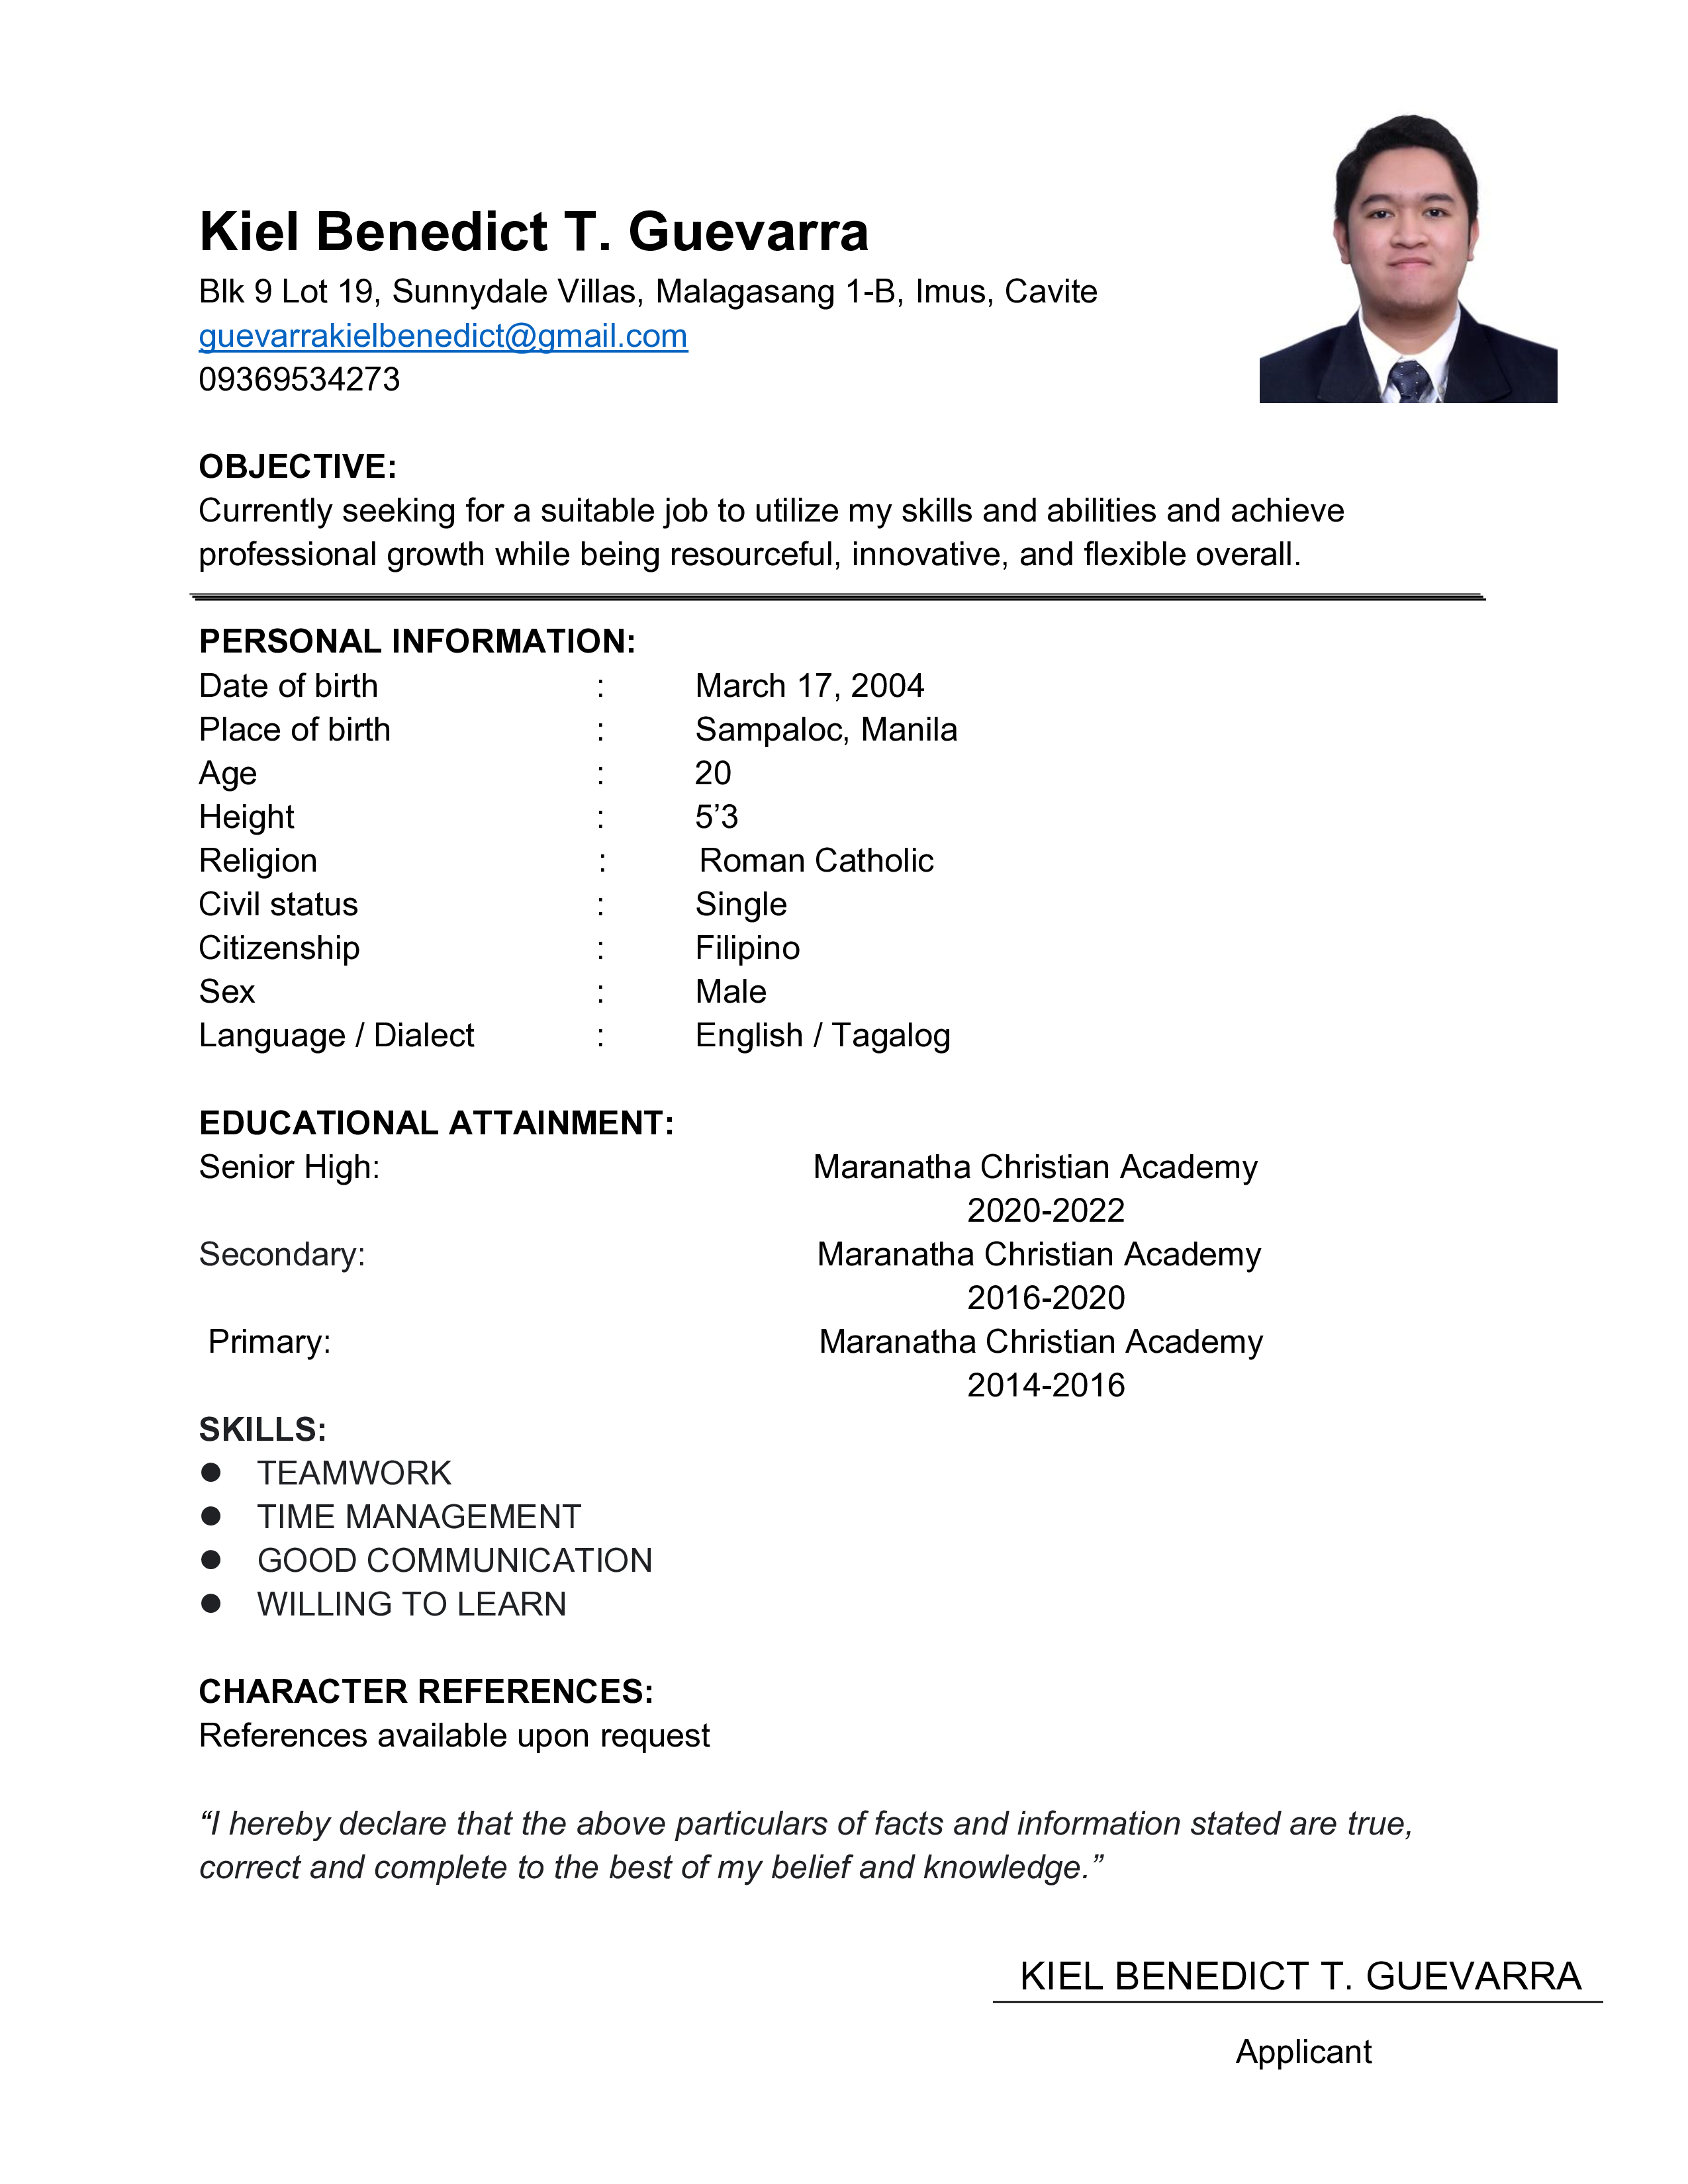 Kiel Benedict T. Guevarra
Blk 9 Lot 19, Sunnydale Villas, Malagasang 1-B, Imus, Cavite
guevarrakielbenedict@gmail.com
09369534273
OBJECTIVE:
Currently seeking for a suitable job to utilize my skills and abilities and achieve
professional growth while being resourceful, innovative, and flexible overall.
PERSONAL INFORMATION:
Date of birth : March 17, 2004
Place of birth : Sampaloc, Manila
Age : 20
Height : 5’3
Religion : Roman Catholic
Civil status : Single
Citizenship : Filipino
Sex : Male
Language / Dialect : English / Tagalog
EDUCATIONAL ATTAINMENT:
Senior High: Maranatha Christian Academy
2020-2022
Secondary: Maranatha Christian Academy
2016-2020
Primary: Maranatha Christian Academy
2014-2016
SKILLS:
● TEAMWORK
● TIME MANAGEMENT
● GOOD COMMUNICATION
● WILLING TO LEARN
CHARACTER REFERENCES:
References available upon request
“I hereby declare that the above particulars of facts and information stated are true,
correct and complete to the best of my belief and knowledge.”
KIEL BENEDICT T. GUEVARRA
Applicant